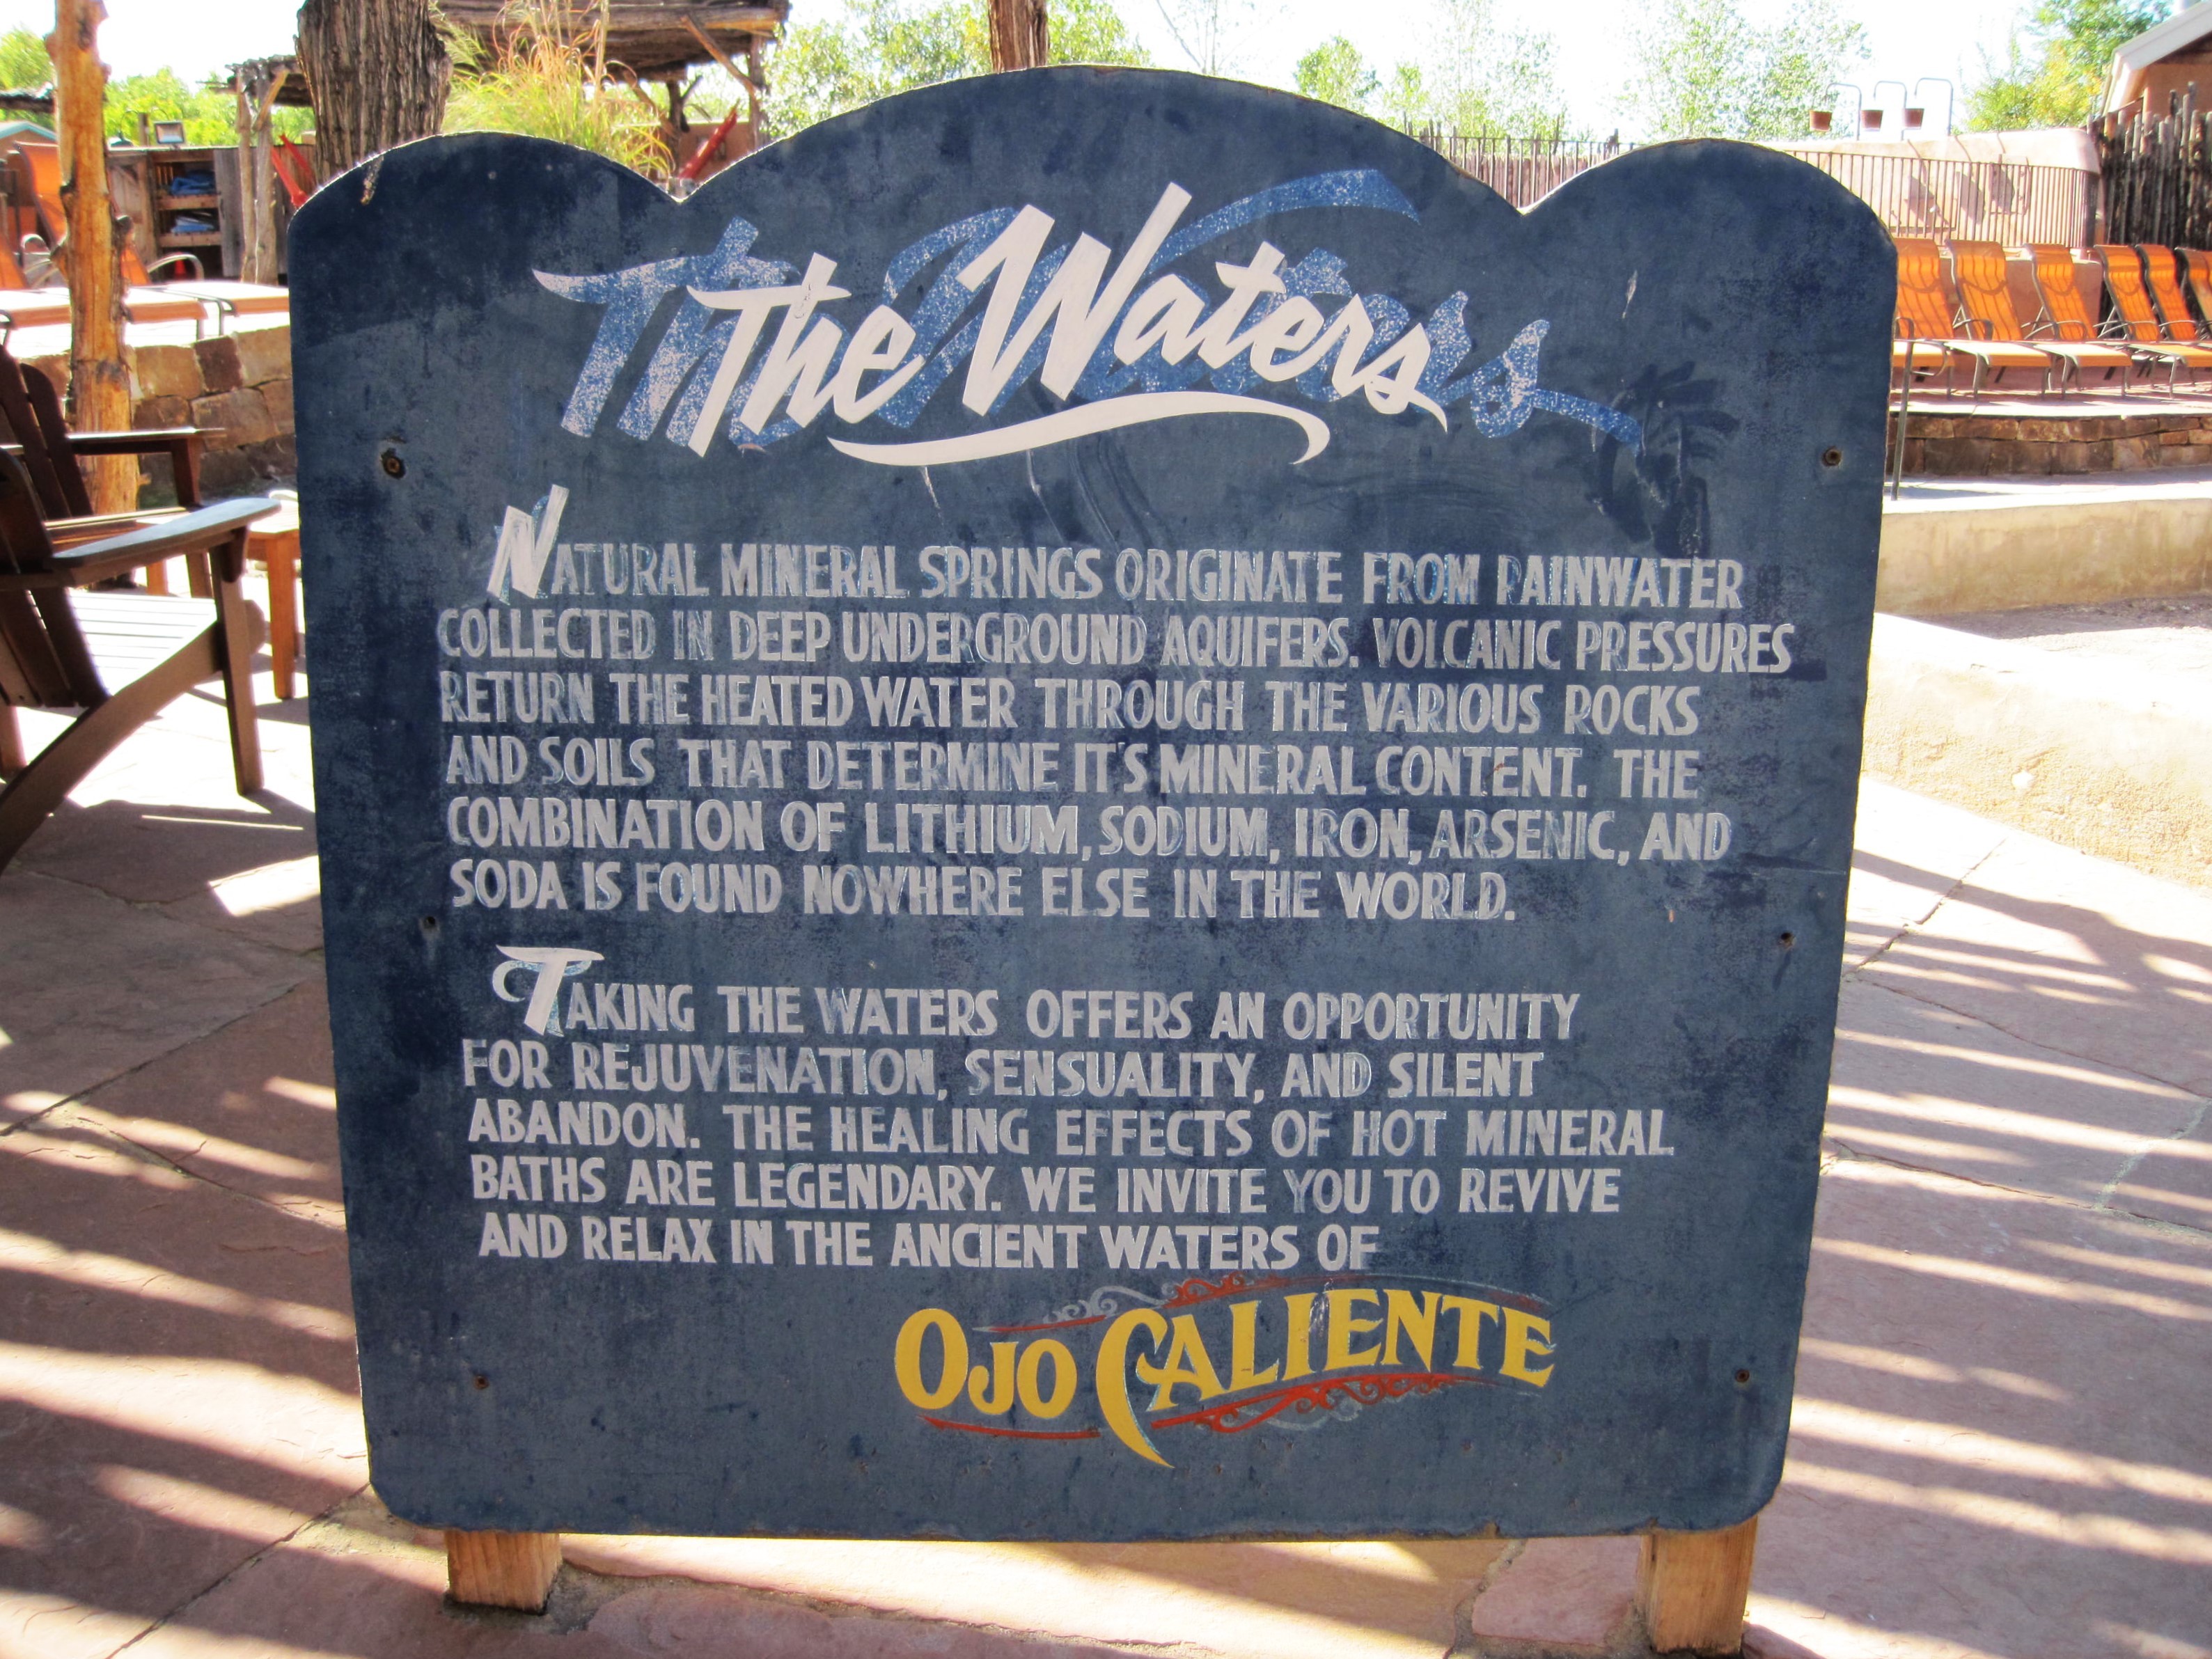 The Waters
NATURAL MINERAL SPRINGS ORIGINATE FROM RAINWATER
COLLECTED IN DEEP UNDERGROUND AQUIFERS. VOLCANIC PRESSURES
RETURN THE HEATED WATER THROUGH THE VARIOUS ROCKS
AND SOILS THAT DETERMINE IT'S MINERAL CONTENT. THE
COMBINATION OF LITHIUM, SODIUM, IRON, ARSENIC, AND
SODA IS FOUND NOWHERE ELSE IN THE WORLD.
TAKING THE WATERS OFFERS AN OPPORTUNITY
FOR REJUVENATION, SENSUALITY, AND SILENT
ABANDON. THE HEALING EFFECTS OF HOT MINERAL
BATHS ARE LEGENDARY. WE INVITE YOU TO REVIVE
AND RELAX IN THE ANCIENT WATERS OF
OJO CALIENTE